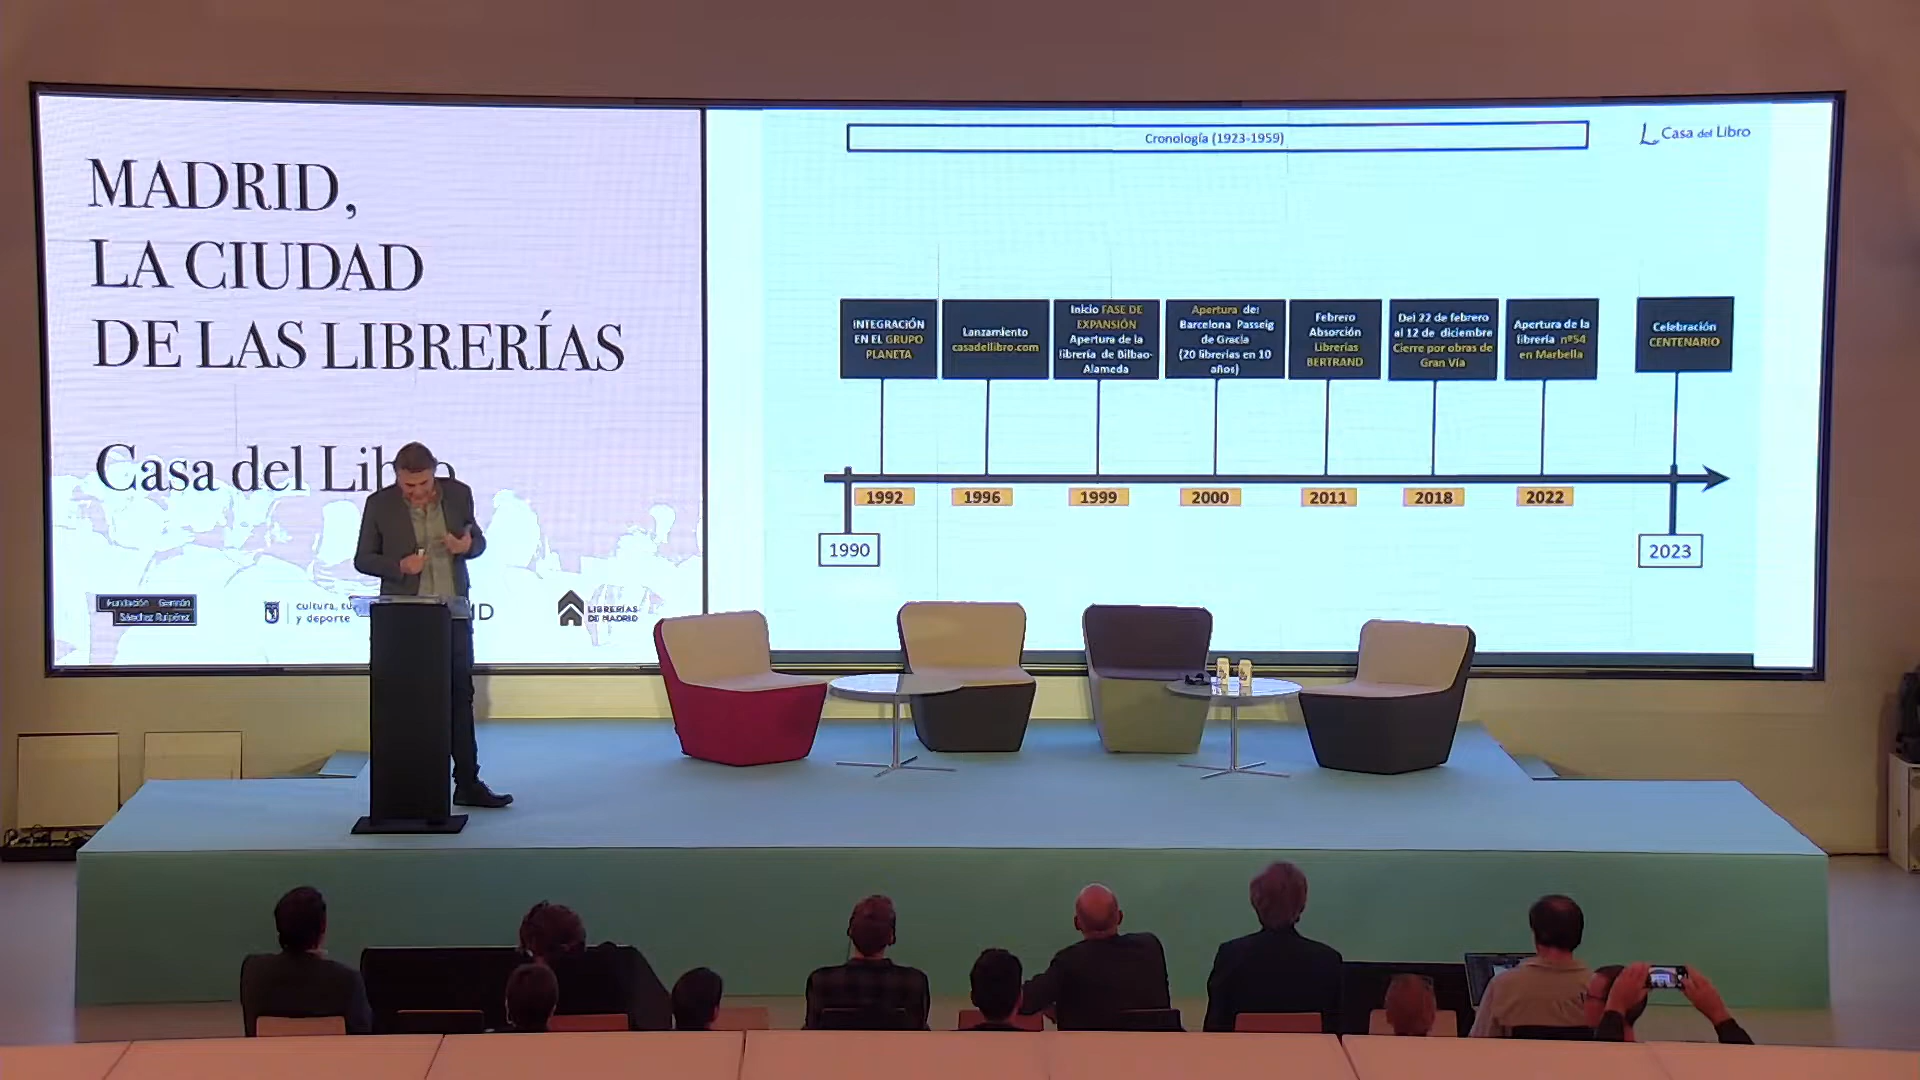 MADRID,
LA CIUDAD
DE LAS LIBRERÍAS
Casa del Lib
Fundación Germán
Sánchez Ruipérez
cultura, tu
y deporte
ID
LIBRERÍAS
DE MADRID
Cronología (1923-1959)
Casa del Libro
INTEGRACIÓN
EN EL GRUPO
PLANETA
Lanzamiento
casadellibro.com
Inicio FASE DE
EXPANSIÓN
Apertura de la
librería de Bilbao-
Alameda
Apertura de:
Barcelona Passeig
de Gracia
(20 librerías en 10
años)
Febrero
Absorción
Librerías
BERTRAND
Del 22 de febrero
al 12 de diciembre
Cierre por obras de
Gran Vía
Apertura de la
librería nº54
en Marbella
Celebración
CENTENARIO
1992
1996
1999
2000
2011
2018
2022
1990
2023